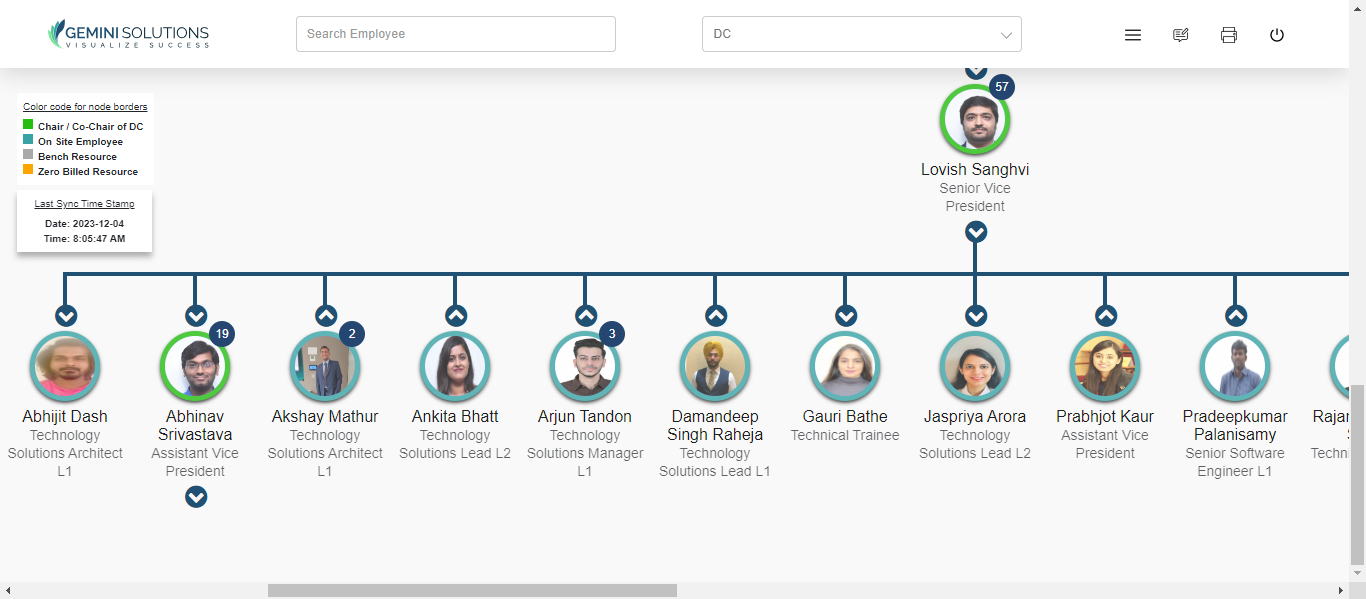 GEMINI SOLUTIONS
VISUALIZE SUCCESS
Search Employee
DC
Color code for node borders
Chair / Co-Chair of DC
On Site Employee
Bench Resource
Zero Billed Resource
Last Sync Time Stamp
Date: 2023-12-04
Time: 8:05:47 AM
57
Lovish Sanghvi
Senior Vice
President
Abhijit Dash
Technology
Solutions Architect
L1
19
Abhinav
Srivastava
Assistant Vice
President
2
Akshay Mathur
Technology
Solutions Architect
L1
Ankita Bhatt
Technology
Solutions Lead L2
3
Arjun Tandon
Technology
Solutions Manager
L1
Damandeep
Singh Raheja
Technology
Solutions Lead L1
Gauri Bathe
Technical Trainee
Jaspriya Arora
Technology
Solutions Lead L2
Prabhjot Kaur
Assistant Vice
President
Pradeepkumar
Palanisamy
Senior Software
Engineer L1